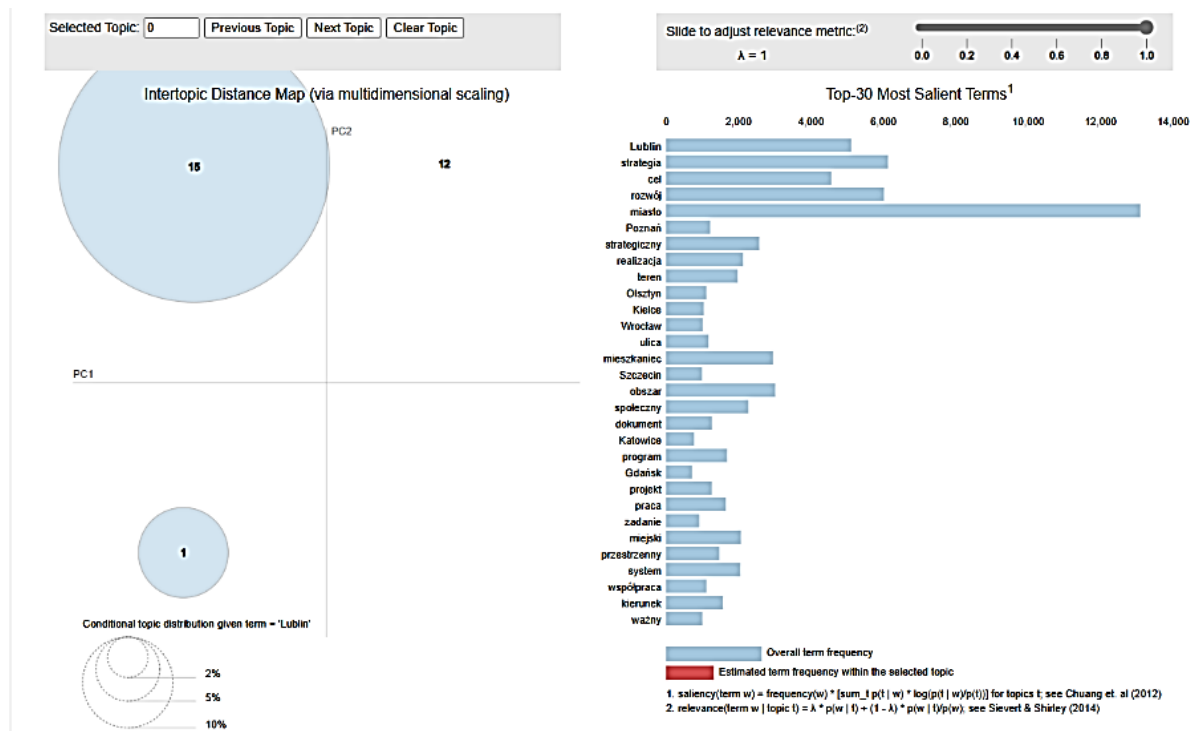 Selected Topic: 0 Previous Topic Next Topic Clear Topic
Slide to adjust relevance metric:(2)
λ = 1
0.0 0.2 0.4 0.6 0.8 1.0
Intertopic Distance Map (via multidimensional scaling)
PC2
15
12
PC1
1
Conditional topic distribution given term = 'Lublin'
2%
5%
10%
Top-30 Most Salient Terms1
0 2,000 4,000 6,000 8,000 10,000 12,000 14,000
Lublin
strategia
cel
rozwój
miasto
Poznań
strategiczny
realizacja
teren
Olsztyn
Kielce
Wrocław
ulica
mieszkaniec
Szczecin
obszar
społeczny
dokument
Katowice
program
Gdańsk
projekt
praca
zadanie
miejski
przestrzenny
system
współpraca
kierunek
ważny
Overall term frequency
Estimated term frequency within the selected topic
1. saliency(term w) = frequency(w) * [sum_t p(t | w) * log(p(t | w)/p(t))] for topics t; see Chuang et. al (2012)
2. relevance(term w | topic t) = λ * p(w | t) + (1 - λ) * p(w | t)/p(w); see Sievert & Shirley (2014)